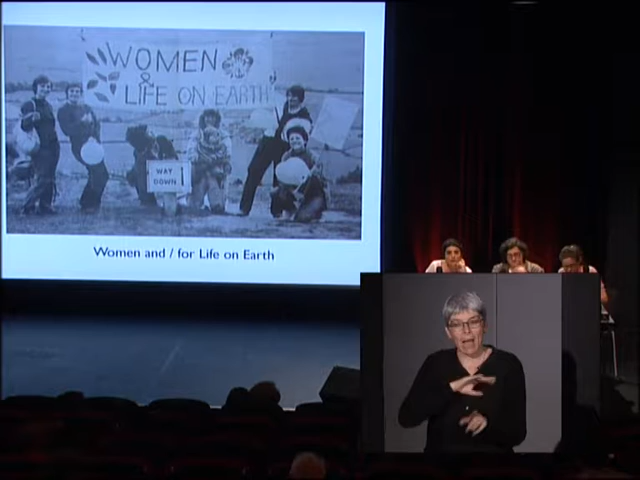 WOMEN
&
LIFE ON EARTH
WAY
DOWN
Women and / for Life on Earth